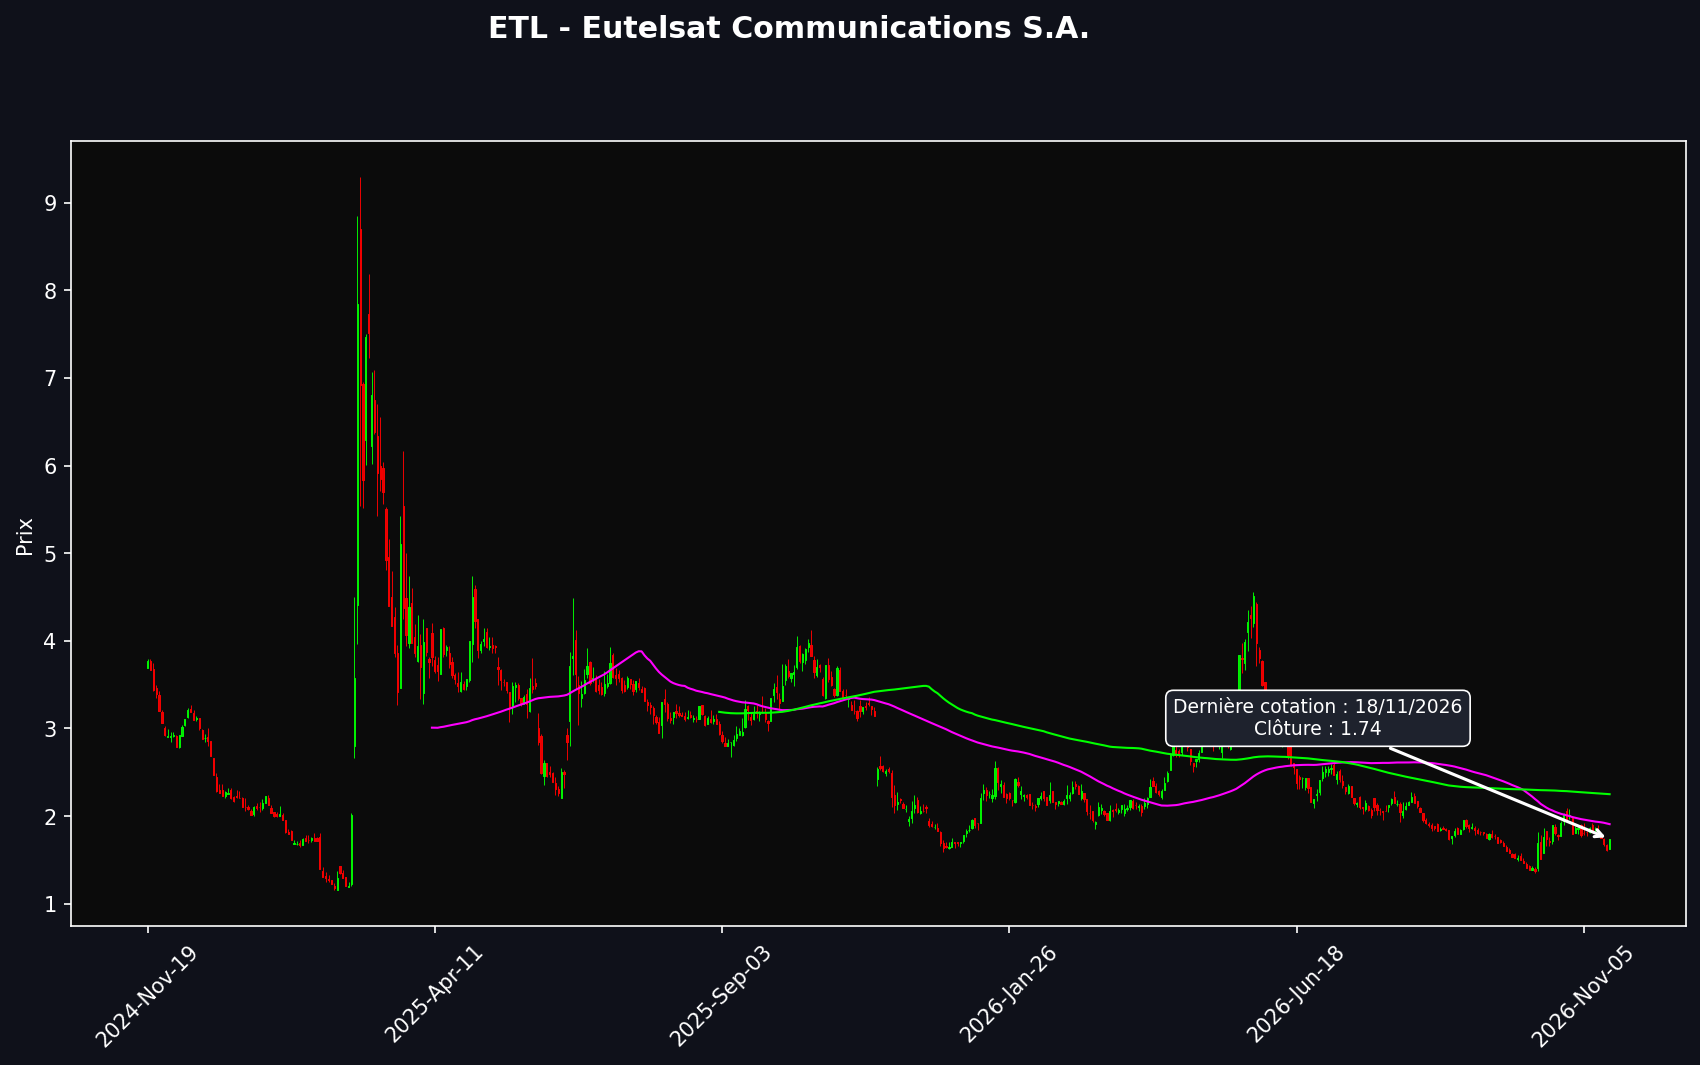 ETL - Eutelsat Communications S.A.
Prix
9
8
7
6
5
4
3
2
1
Dernière cotation : 18/11/2026
Clôture : 1.74
2024-Nov-19
2025-Apr-11
2025-Sep-03
2026-Jan-26
2026-Jun-18
2026-Nov-05